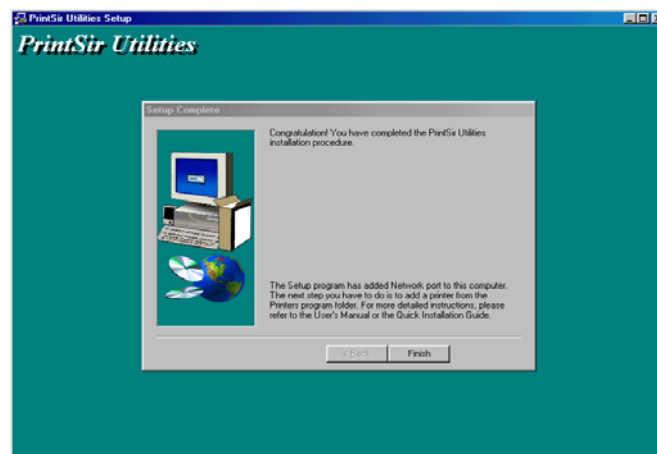 PrintSir Utilities Setup
PrintSir Utilities
Setup Complete
Congratulation! You have completed the PrintSir Utilities
installation procedure.
The Setup program has added Network port to this computer.
The next step you have to do is to add a printer from the
Printers program folder. For more detailed instructions, please
refer to the User's Manual or the Quick Installation Guide.
< Back Finish